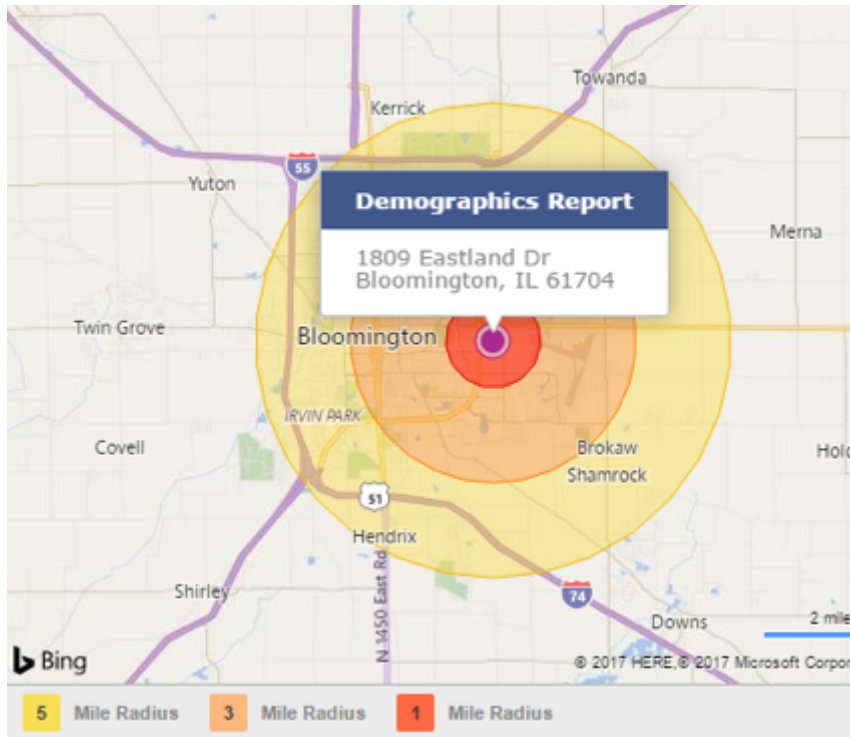 Towanda
Kerrick
55
Yuton
Demographics Report
1809 Eastland Dr
Bloomington, IL 61704
Merna
Twin Grove
Bloomington
IRVIN PARK
Covell
Brokaw
Shamrock
Hold
51
Hendrix
N 1450 East Rd
Shirley
74
Downs
2 mile
Bing
© 2017 HERE,© 2017 Microsoft Corpor
5 Mile Radius 3 Mile Radius 1 Mile Radius